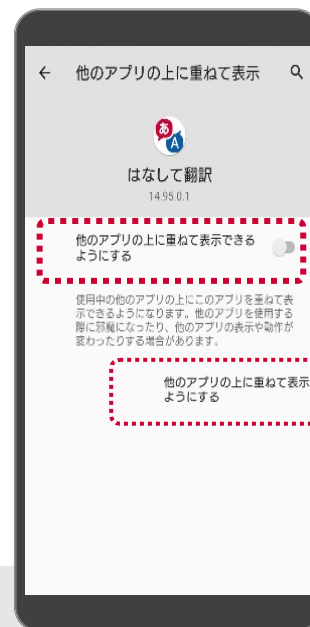 ← 他のアプリの上に重ねて表示
あ
A
はなして翻訳
14.95.0.1
他のアプリの上に重ねて表示できる
ようにする
使用中の他のアプリの上にこのアプリを重ねて表
示できるようになります。他のアプリを使用する
際に邪魔になったり、他のアプリの表示や動作が
変わったりする場合があります。
他のアプリの上に重ねて表示
ようにする